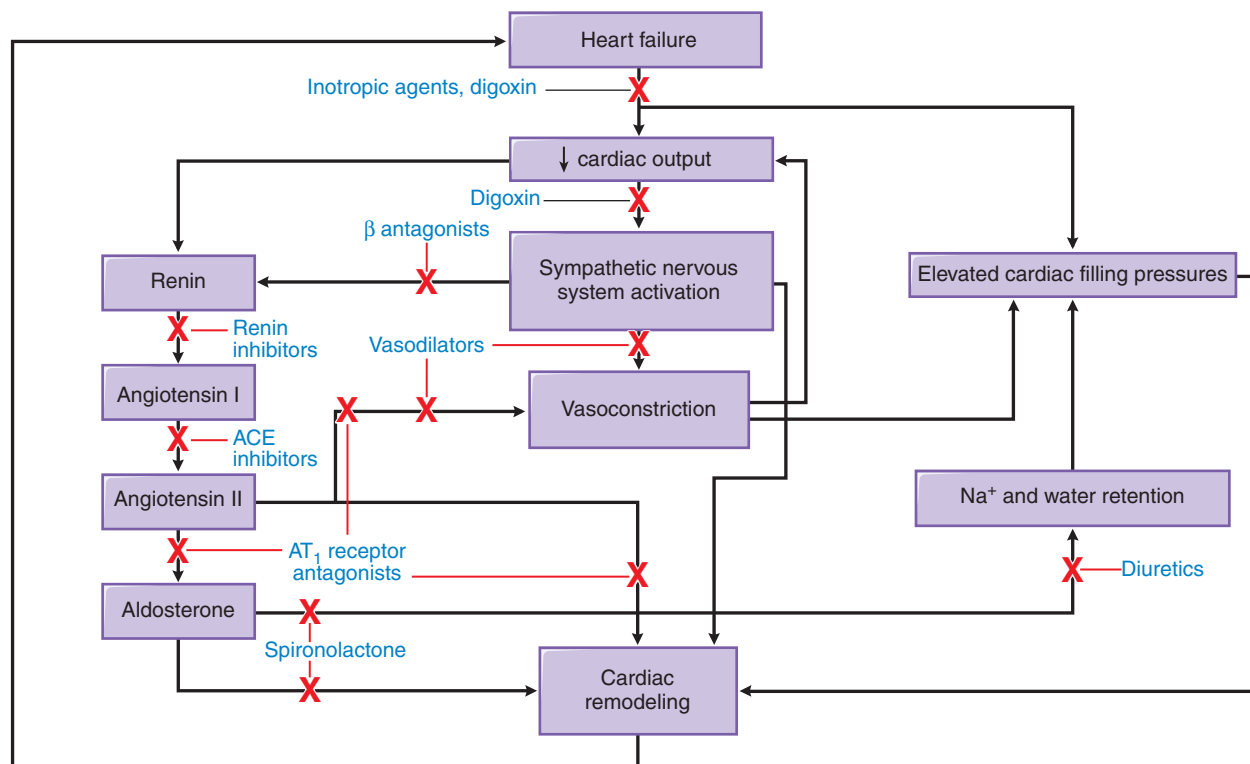 Heart failure
Inotropic agents, digoxin
↓ cardiac output
Digoxin
β antagonists
Sympathetic nervous
system activation
Elevated cardiac filling pressures
Renin
Renin
inhibitors
Vasodilators
Angiotensin I
Vasoconstriction
ACE
inhibitors
Angiotensin II
Na⁺ and water retention
AT₁ receptor
antagonists
Diuretics
Aldosterone
Spironolactone
Cardiac
remodeling